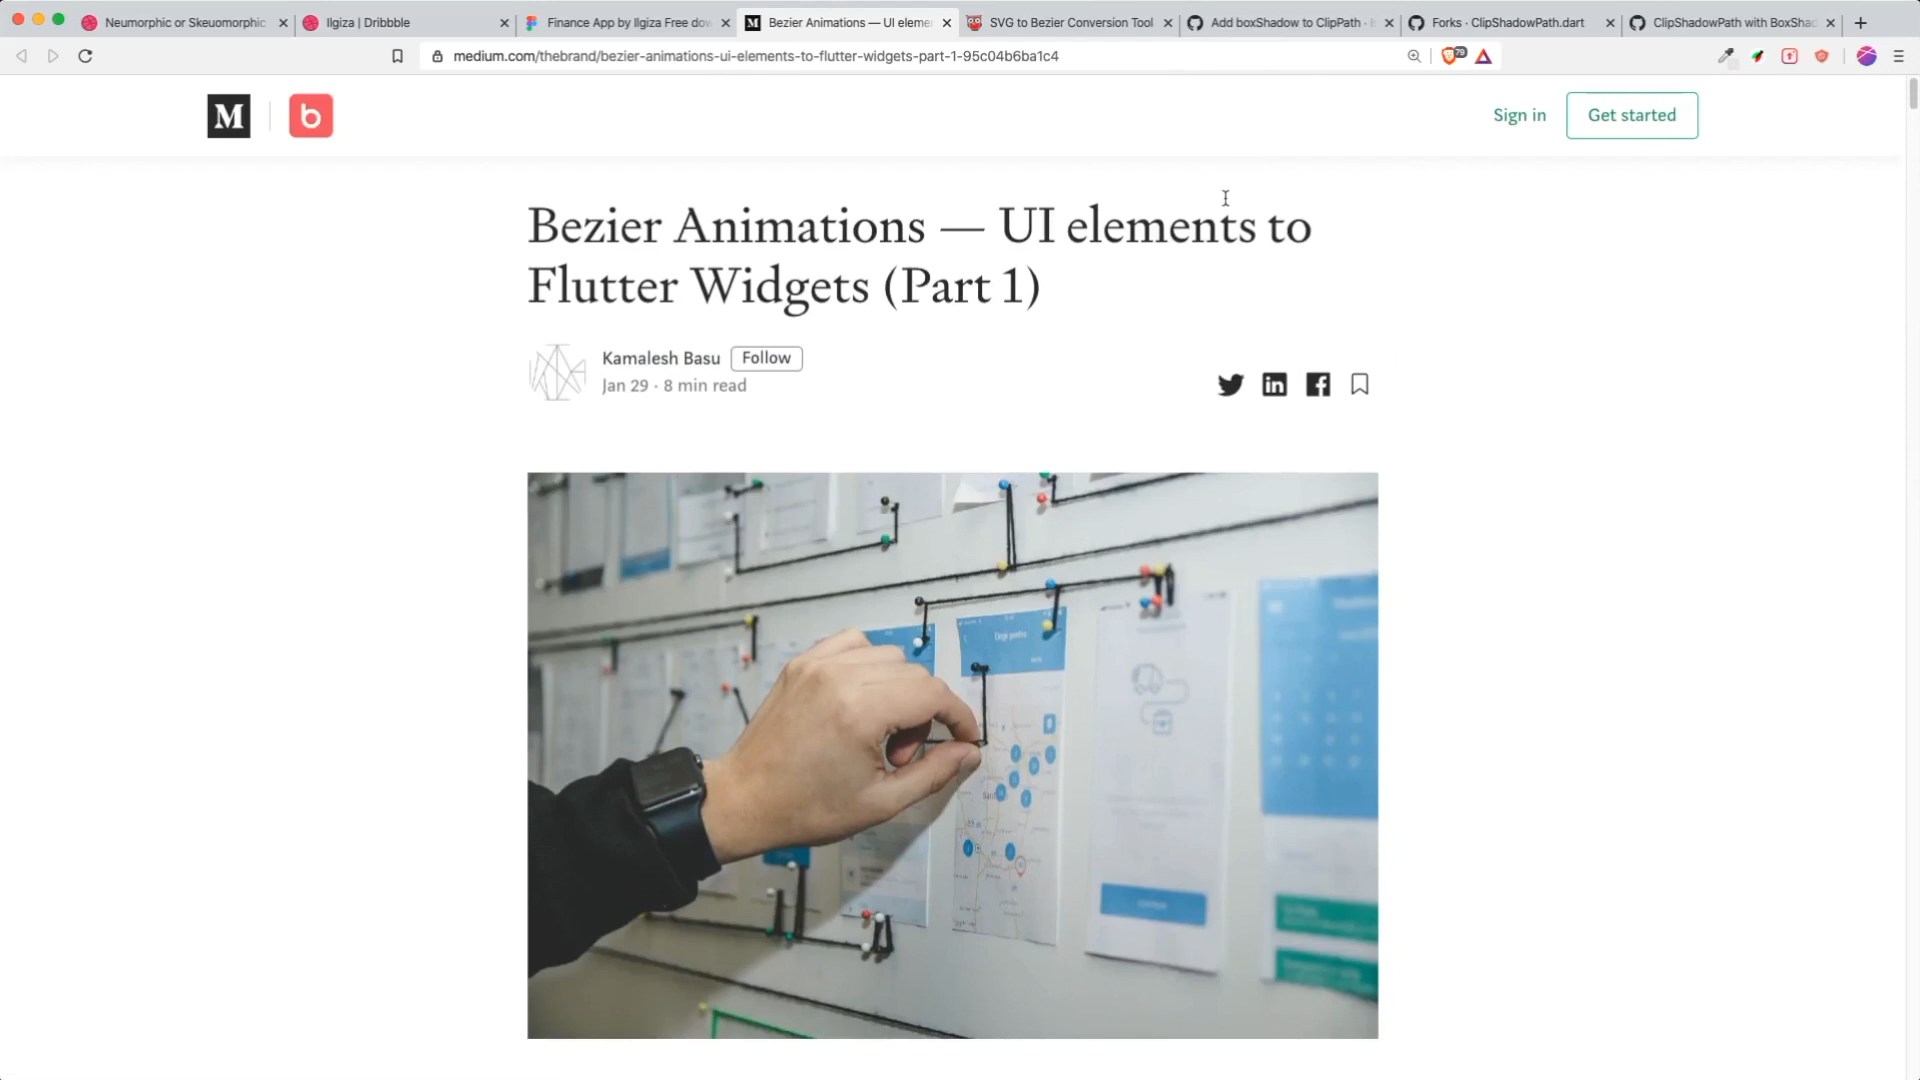 Neumorphic or Skeuomorphic
Ilgiza | Dribbble
Finance App by Ilgiza Free dow
Bezier Animations — UI elemen
SVG to Bezier Conversion Tool
Add boxShadow to ClipPath · Is
Forks · ClipShadowPath.dart
ClipShadowPath with BoxShad
medium.com/thebrand/bezier-animations-ui-elements-to-flutter-widgets-part-1-95c04b6ba1c4
79
M
b
Sign in
Get started
Bezier Animations — UI elements to
Flutter Widgets (Part 1)
Kamalesh Basu
Follow
Jan 29 · 8 min read